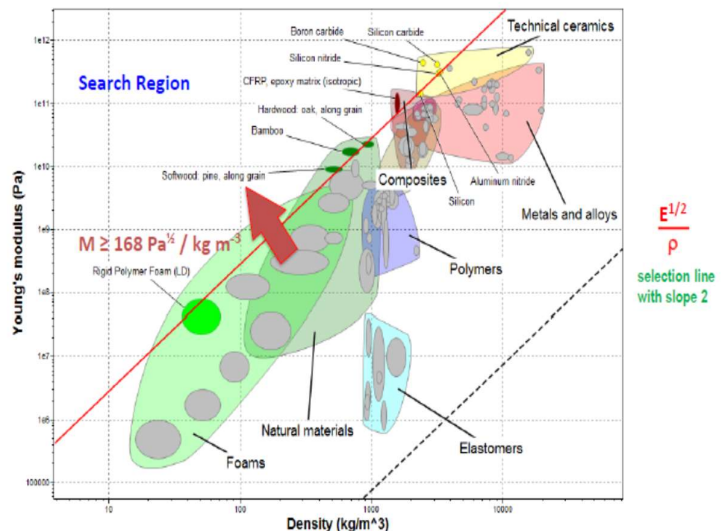 Technical ceramics
Boron carbide
Silicon carbide
Silicon nitride
CFRP, epoxy matrix (isotropic)
Hardwood: oak, along grain
Bamboo
Softwood: pine, along grain
Search Region
Composites
Aluminum nitride
Silicon
Metals and alloys
M ≥ 168 Pa½ / kg m-3
Rigid Polymer Foam (LD)
Polymers
E1/2
ρ
selection line
with slope 2
Natural materials
Elastomers
Foams
Young's modulus (Pa)
1e12
1e11
1e10
1e9
1e8
1e7
1e6
100000
10
100
1000
10000
Density (kg/m^3)